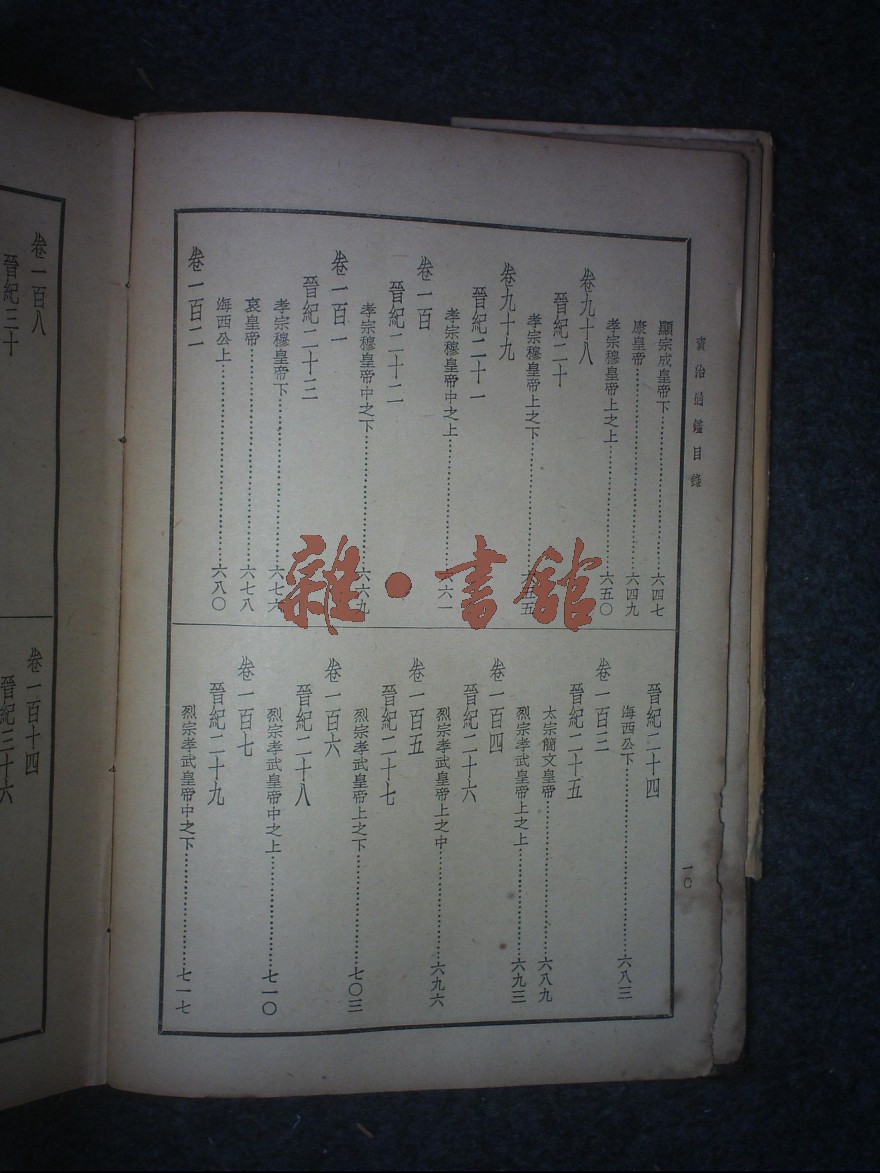 資治通鑑目錄
顯宗成皇帝下……六四七
康皇帝……六四九
孝宗穆皇帝上之上……六五〇
卷九十八
晉紀二十
孝宗穆皇帝上之下……六五五
卷九十九
晉紀二十一
孝宗穆皇帝中之上……六六一
卷一百
晉紀二十二
孝宗穆皇帝中之下……六六九
卷一百一
晉紀二十三
孝宗穆皇帝下……六七六
哀皇帝……六七八
海西公上……六八〇
卷一百二
晉紀二十四
海西公下……六八三
卷一百三
晉紀二十五
太宗簡文皇帝……六八九
烈宗孝武皇帝上之上……六九三
卷一百四
晉紀二十六
烈宗孝武皇帝上之中……六九六
卷一百五
晉紀二十七
烈宗孝武皇帝上之下……七〇三
卷一百六
晉紀二十八
烈宗孝武皇帝中之上……七一〇
卷一百七
晉紀二十九
烈宗孝武皇帝中之下……七一七
一〇
卷一百八
晉紀三十
卷一百十四
晉紀三十六
雜·書館